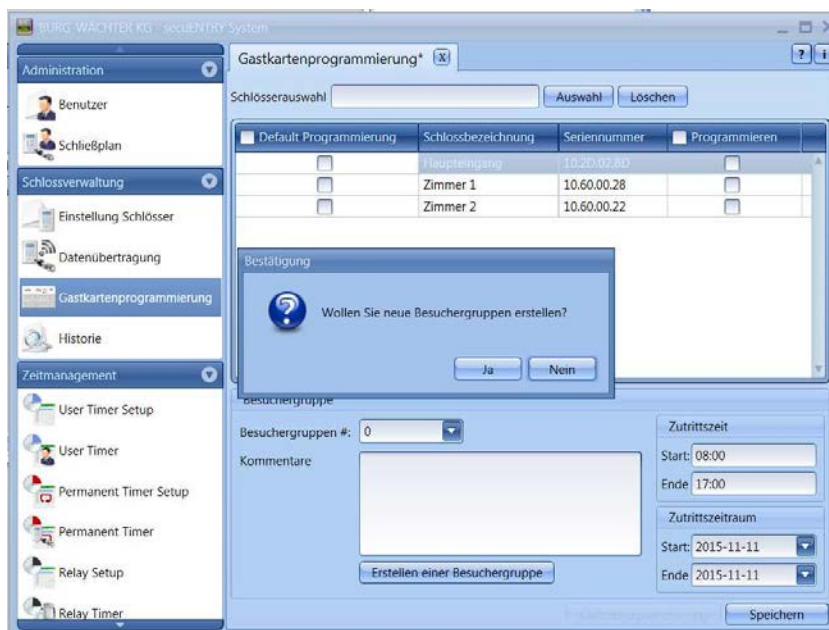 BURG-WÄCHTER KG - secuENTRY System
Administration
Benutzer
Schließplan
Schlossverwaltung
Einstellung Schlösser
Datenübertragung
Gastkartenprogrammierung
Historie
Zeitmanagement
User Timer Setup
User Timer
Permanent Timer Setup
Permanent Timer
Relay Setup
Relay Timer
Gastkartenprogrammierung* X
? i
Schlösserauswahl Auswahl Löschen
Default Programmierung Schlossbezeichnung Seriennummer Programmieren
Haupteingang 10.2D.02.8D
Zimmer 1 10.60.00.28
Zimmer 2 10.60.00.22
Bestätigung
Wollen Sie neue Besuchergruppen erstellen?
Ja Nein
Besuchergruppe
Besuchergruppen #: 0
Kommentare
Erstellen einer Besuchergruppe
Zutrittszeit
Start: 08:00
Ende 17:00
Zutrittszeitraum
Start: 2015-11-11
Ende 2015-11-11
Speichern